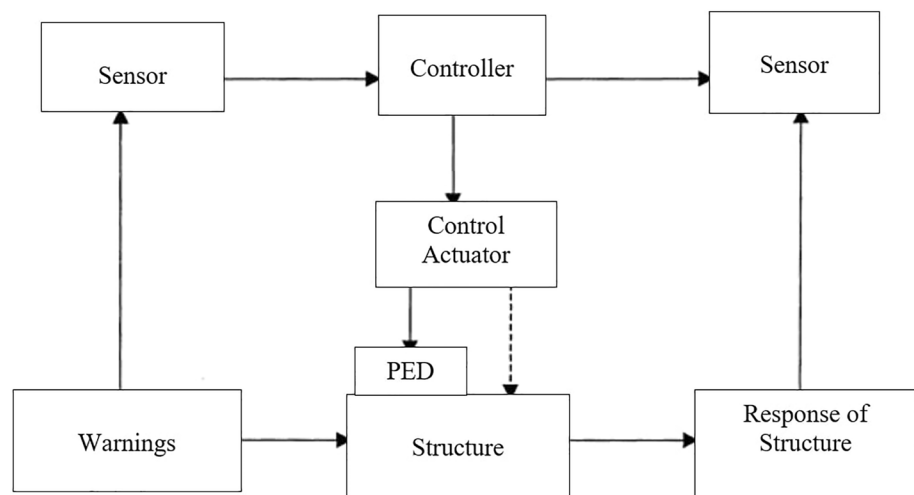 Sensor
Controller
Sensor
Control
Actuator
PED
Warnings
Structure
Response of
Structure